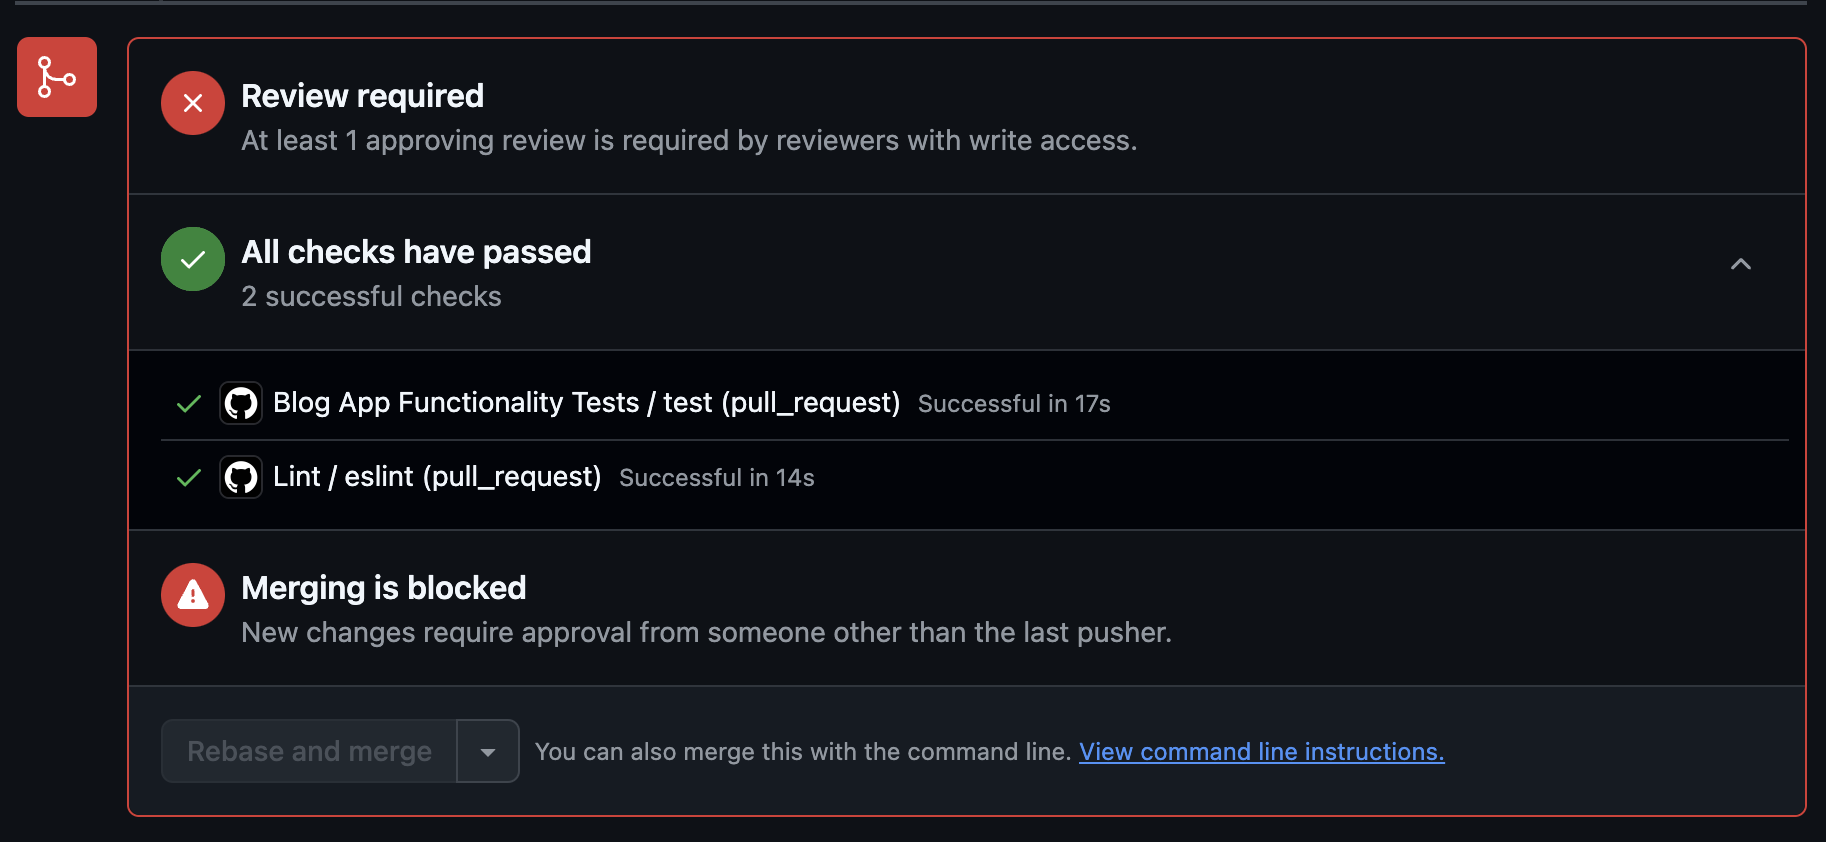 Review required
At least 1 approving review is required by reviewers with write access.
All checks have passed
2 successful checks
Blog App Functionality Tests / test (pull_request) Successful in 17s
Lint / eslint (pull_request) Successful in 14s
Merging is blocked
New changes require approval from someone other than the last pusher.
Rebase and merge You can also merge this with the command line. View command line instructions.